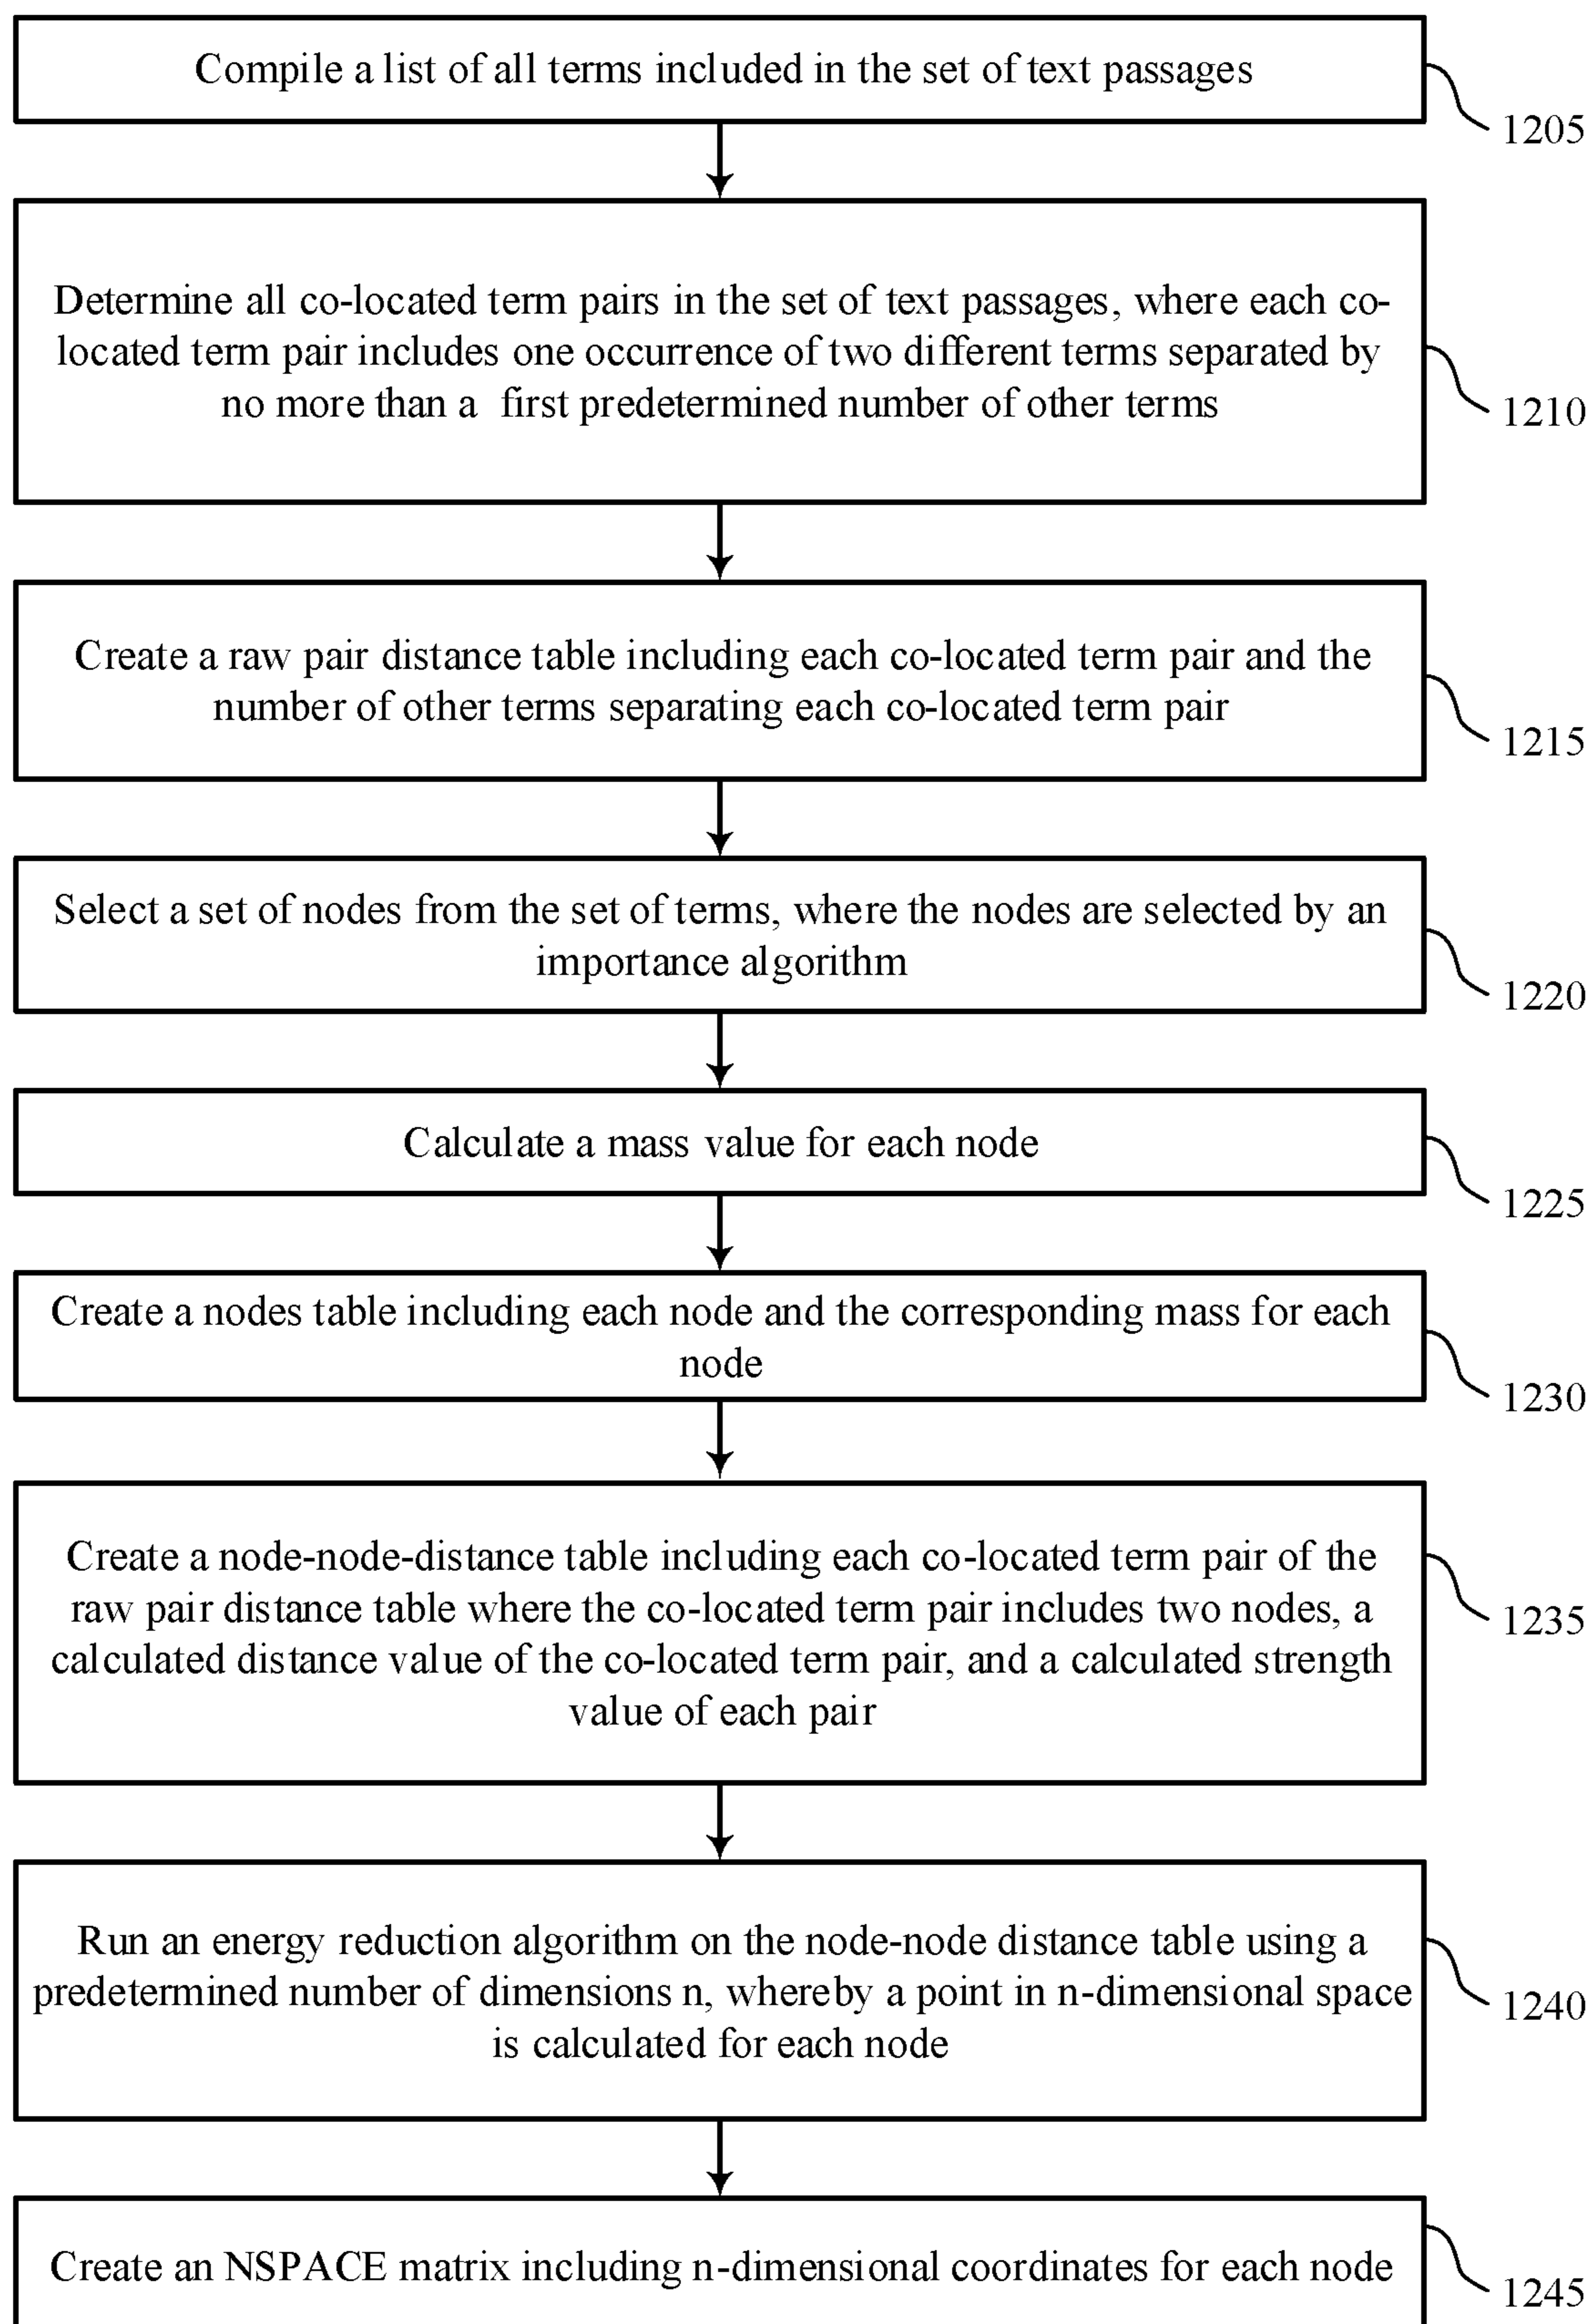 Compile a list of all terms included in the set of text passages
1205
Determine all co-located term pairs in the set of text passages, where each co-
located term pair includes one occurrence of two different terms separated by
no more than a first predetermined number of other terms
1210
Create a raw pair distance table including each co-located term pair and the
number of other terms separating each co-located term pair
1215
Select a set of nodes from the set of terms, where the nodes are selected by an
importance algorithm
1220
Calculate a mass value for each node
1225
Create a nodes table including each node and the corresponding mass for each
node
1230
Create a node-node-distance table including each co-located term pair of the
raw pair distance table where the co-located term pair includes two nodes, a
calculated distance value of the co-located term pair, and a calculated strength
value of each pair
1235
Run an energy reduction algorithm on the node-node distance table using a
predetermined number of dimensions n, whereby a point in n-dimensional space
is calculated for each node
1240
Create an NSPACE matrix including n-dimensional coordinates for each node
1245